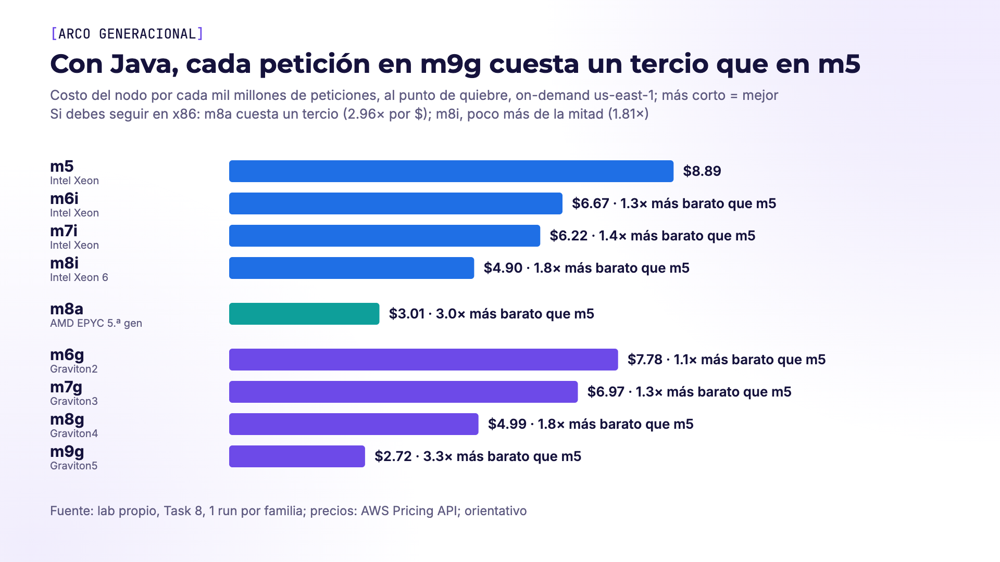 [ARCO GENERACIONAL]
Con Java, cada petición en m9g cuesta un tercio que en m5
Costo del nodo por cada mil millones de peticiones, al punto de quiebre, on-demand us-east-1; más corto = mejor
Si debes seguir en x86: m8a cuesta un tercio (2.96× por $); m8i, poco más de la mitad (1.81×)
m5
Intel Xeon
$8.89
m6i
Intel Xeon
$6.67 · 1.3× más barato que m5
m7i
Intel Xeon
$6.22 · 1.4× más barato que m5
m8i
Intel Xeon 6
$4.90 · 1.8× más barato que m5
m8a
AMD EPYC 5.ª gen
$3.01 · 3.0× más barato que m5
m6g
Graviton2
$7.78 · 1.1× más barato que m5
m7g
Graviton3
$6.97 · 1.3× más barato que m5
m8g
Graviton4
$4.99 · 1.8× más barato que m5
m9g
Graviton5
$2.72 · 3.3× más barato que m5
Fuente: lab propio, Task 8, 1 run por familia; precios: AWS Pricing API; orientativo